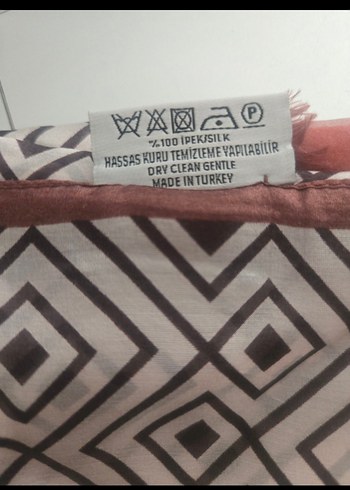 P
%100 İPEK/SILK
HASSAS KURU TEMİZLEME YAPILABİLİR
DRY CLEAN GENTLE
MADE IN TURKEY